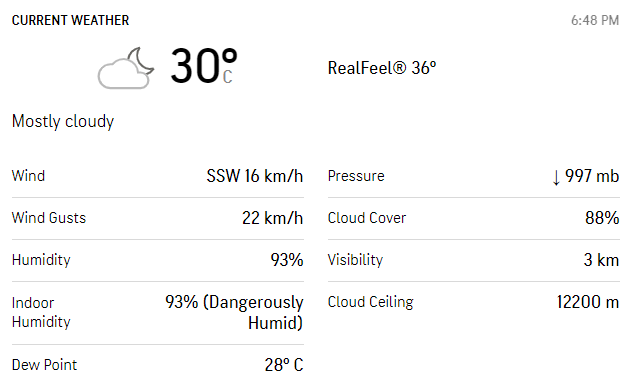 CURRENT WEATHER 6:48 PM
30° C
RealFeel® 36°
Mostly cloudy
Wind SSW 16 km/h
Wind Gusts 22 km/h
Humidity 93%
Indoor Humidity 93% (Dangerously Humid)
Dew Point 28° C
Pressure ↓ 997 mb
Cloud Cover 88%
Visibility 3 km
Cloud Ceiling 12200 m